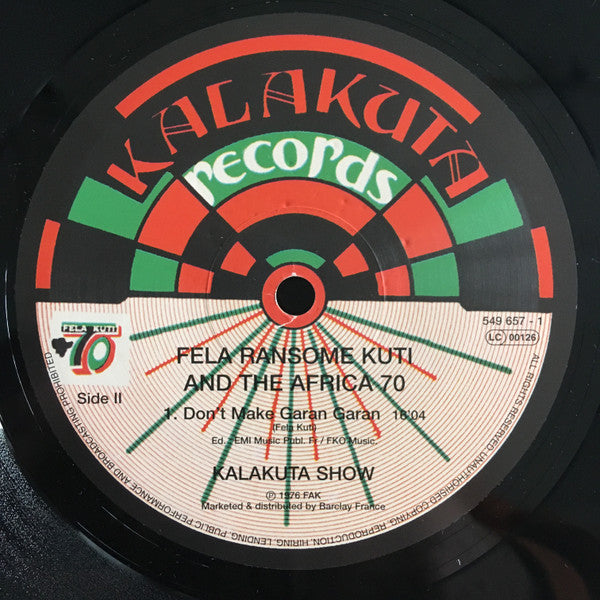 KALAKUTA
records
549 657 - 1
LC 00126
FELA KUTI
70
Side II
FELA RANSOME KUTI
AND THE AFRICA 70
1. Don't Make Garan Garan 16'04
(Fela Kuti)
Ed.: EMI Music Publ. Fr / FKO Music.
KALAKUTA SHOW
℗ 1976 FAK
Marketed & distributed by Barclay France
ALL RIGHTS RESERVED. UNAUTHORISED COPYING, REPRODUCTION, HIRING, LENDING, PUBLIC PERFORMANCE AND BROADCASTING PROHIBITED